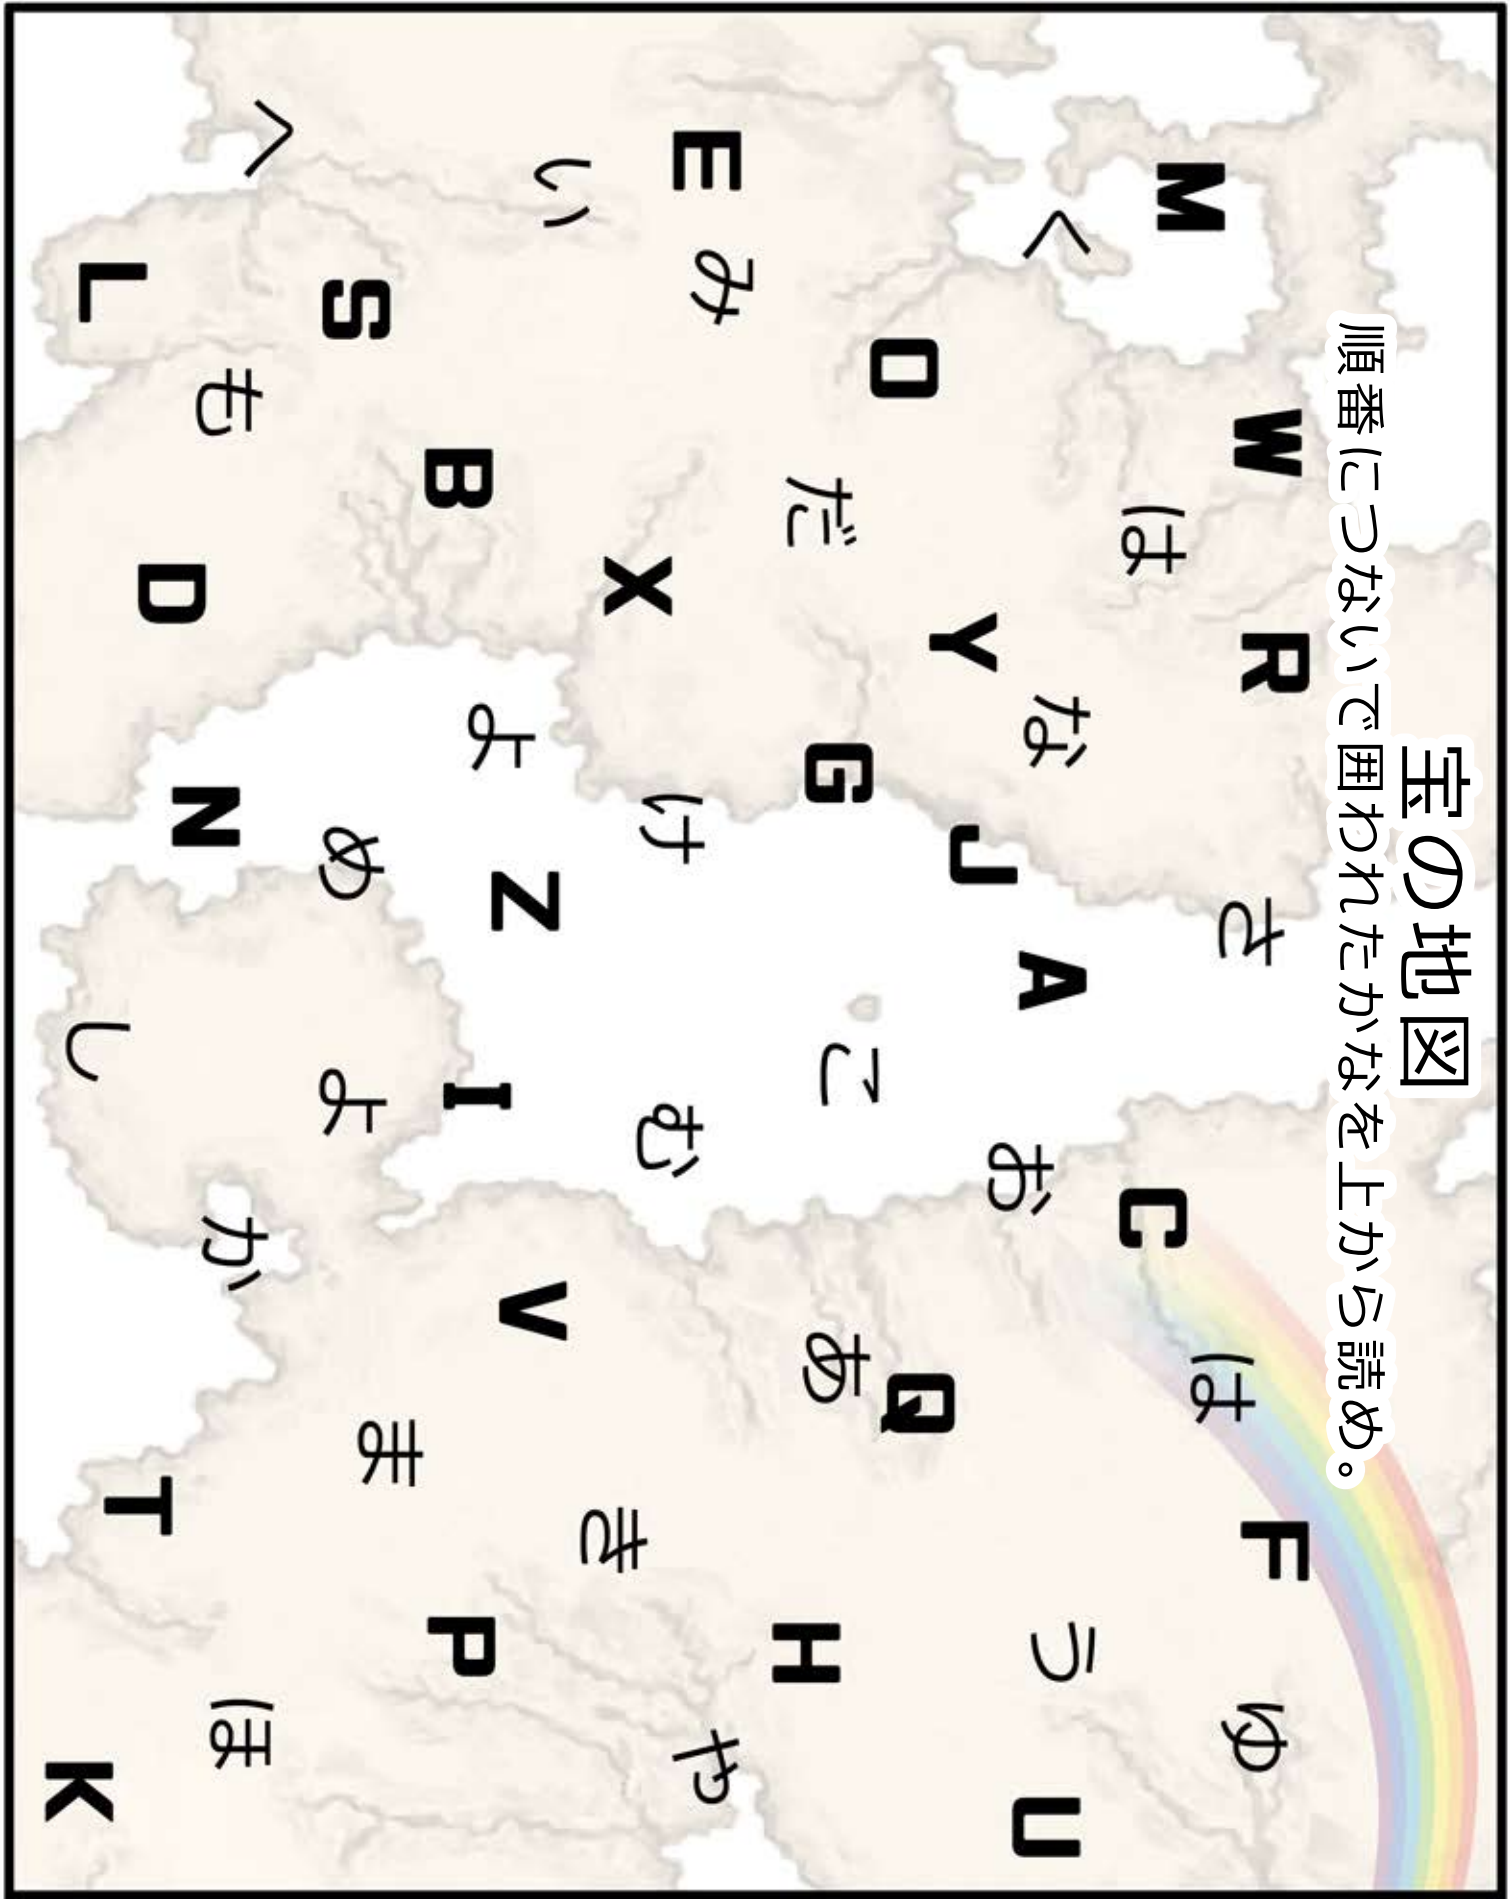 宝の地図
順番につないで囲われたかなを上から読め。
W R さ は F ゆ
M は C
く な A う U
Y J お
O G こ Q
だ あ H
E み け む や
X き
い よ Z V
B I P
S め よ ま
へ も N か ほ
D T
L し K